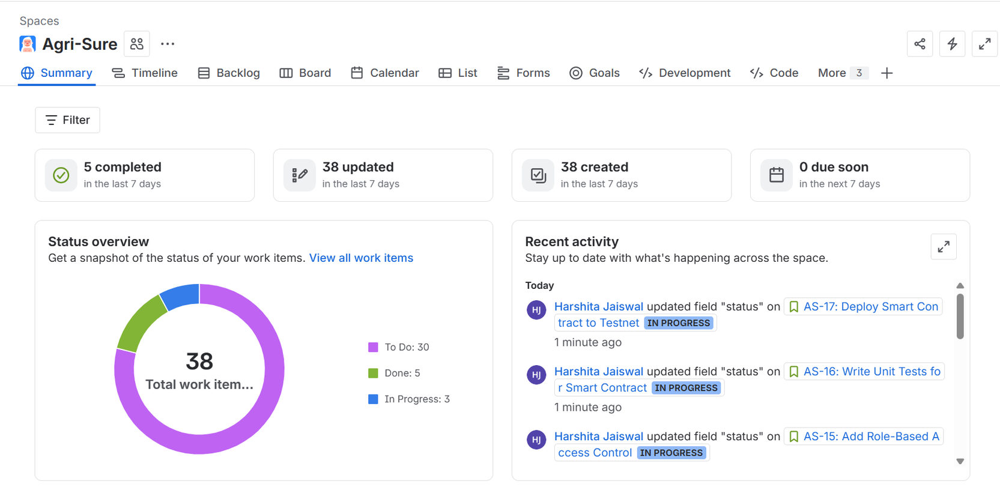 Spaces
Agri-Sure
Summary Timeline Backlog Board Calendar List Forms Goals Development Code More 3
Filter
5 completed
in the last 7 days
38 updated
in the last 7 days
38 created
in the last 7 days
0 due soon
in the next 7 days
Status overview
Get a snapshot of the status of your work items. View all work items
38
Total work item...
To Do: 30
Done: 5
In Progress: 3
Recent activity
Stay up to date with what's happening across the space.
Today
HJ Harshita Jaiswal updated field "status" on AS-17: Deploy Smart Con
tract to Testnet IN PROGRESS
1 minute ago
HJ Harshita Jaiswal updated field "status" on AS-16: Write Unit Tests fo
r Smart Contract IN PROGRESS
1 minute ago
HJ Harshita Jaiswal updated field "status" on AS-15: Add Role-Based A
ccess Control IN PROGRESS